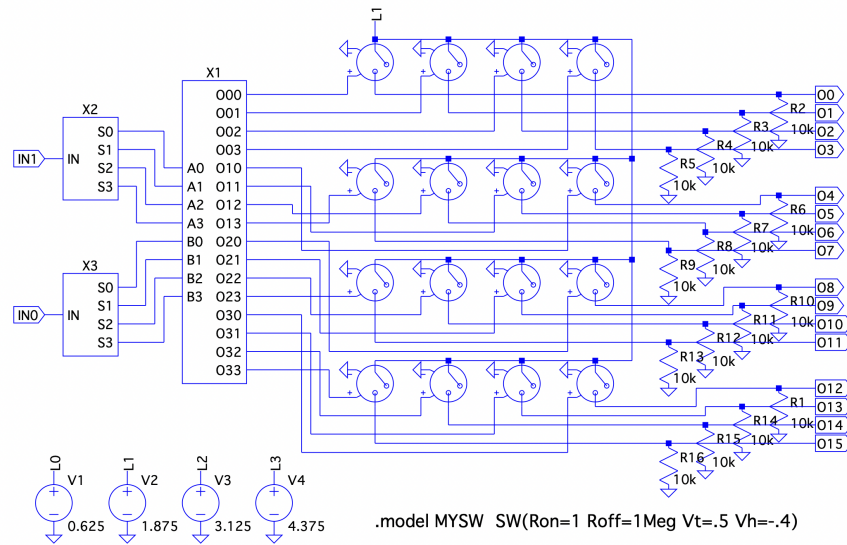 L1
X1
O00
O01
O02
O03
O10
O11
O12
O13
O20
O21
O22
O23
O30
O31
O32
O33
A0
A1
A2
A3
B0
B1
B2
B3
X2
IN1
IN
S0
S1
S2
S3
X3
IN0
IN
S0
S1
S2
S3
+ + + +
+ + + +
+ + + +
+ + + +
O0
O1
O2
O3
R2
10k
R3
10k
R4
10k
R5
10k
O4
O5
O6
O7
R6
10k
R7
10k
R8
10k
R9
10k
O8
O9
O10
O11
R10
10k
R11
10k
R12
10k
R13
10k
O12
O13
O14
O15
R1
10k
R14
10k
R15
10k
R16
10k
L0
V1
0.625
L1
V2
1.875
L2
V3
3.125
L3
V4
4.375
.model MYSW SW(Ron=1 Roff=1Meg Vt=.5 Vh=-.4)